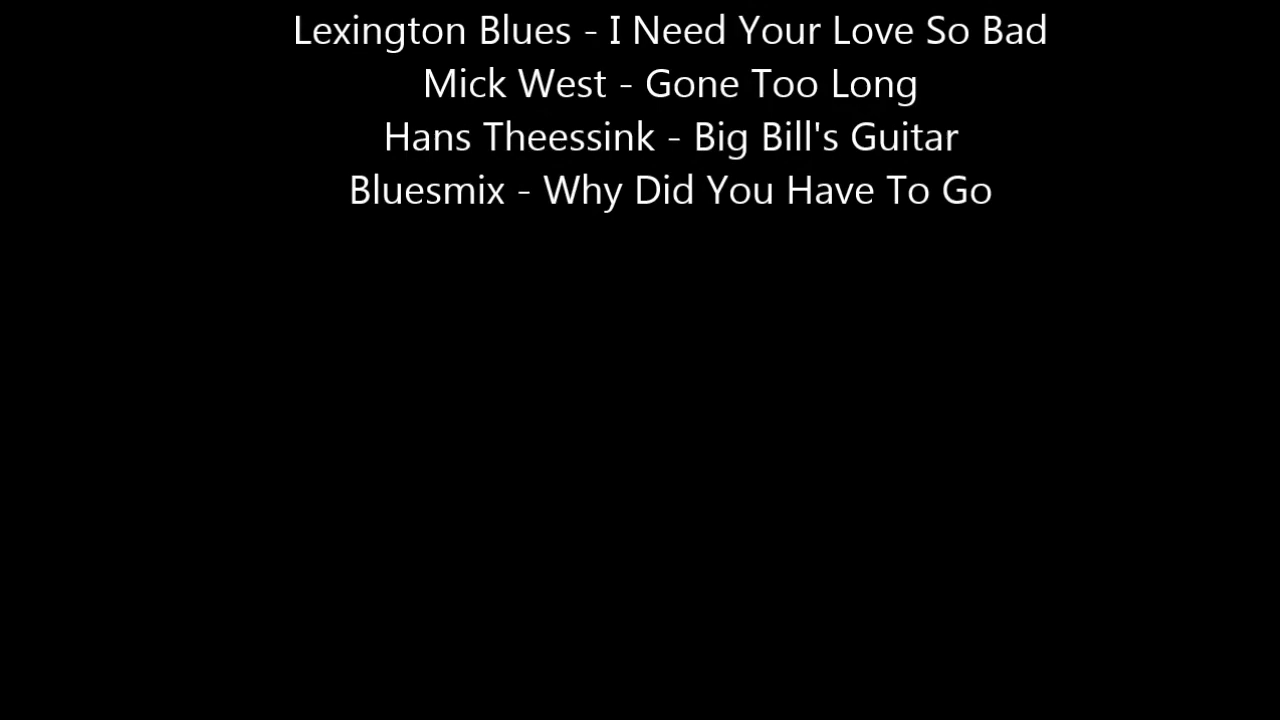 Lexington Blues - I Need Your Love So Bad
Mick West - Gone Too Long
Hans Theessink - Big Bill's Guitar
Bluesmix - Why Did You Have To Go